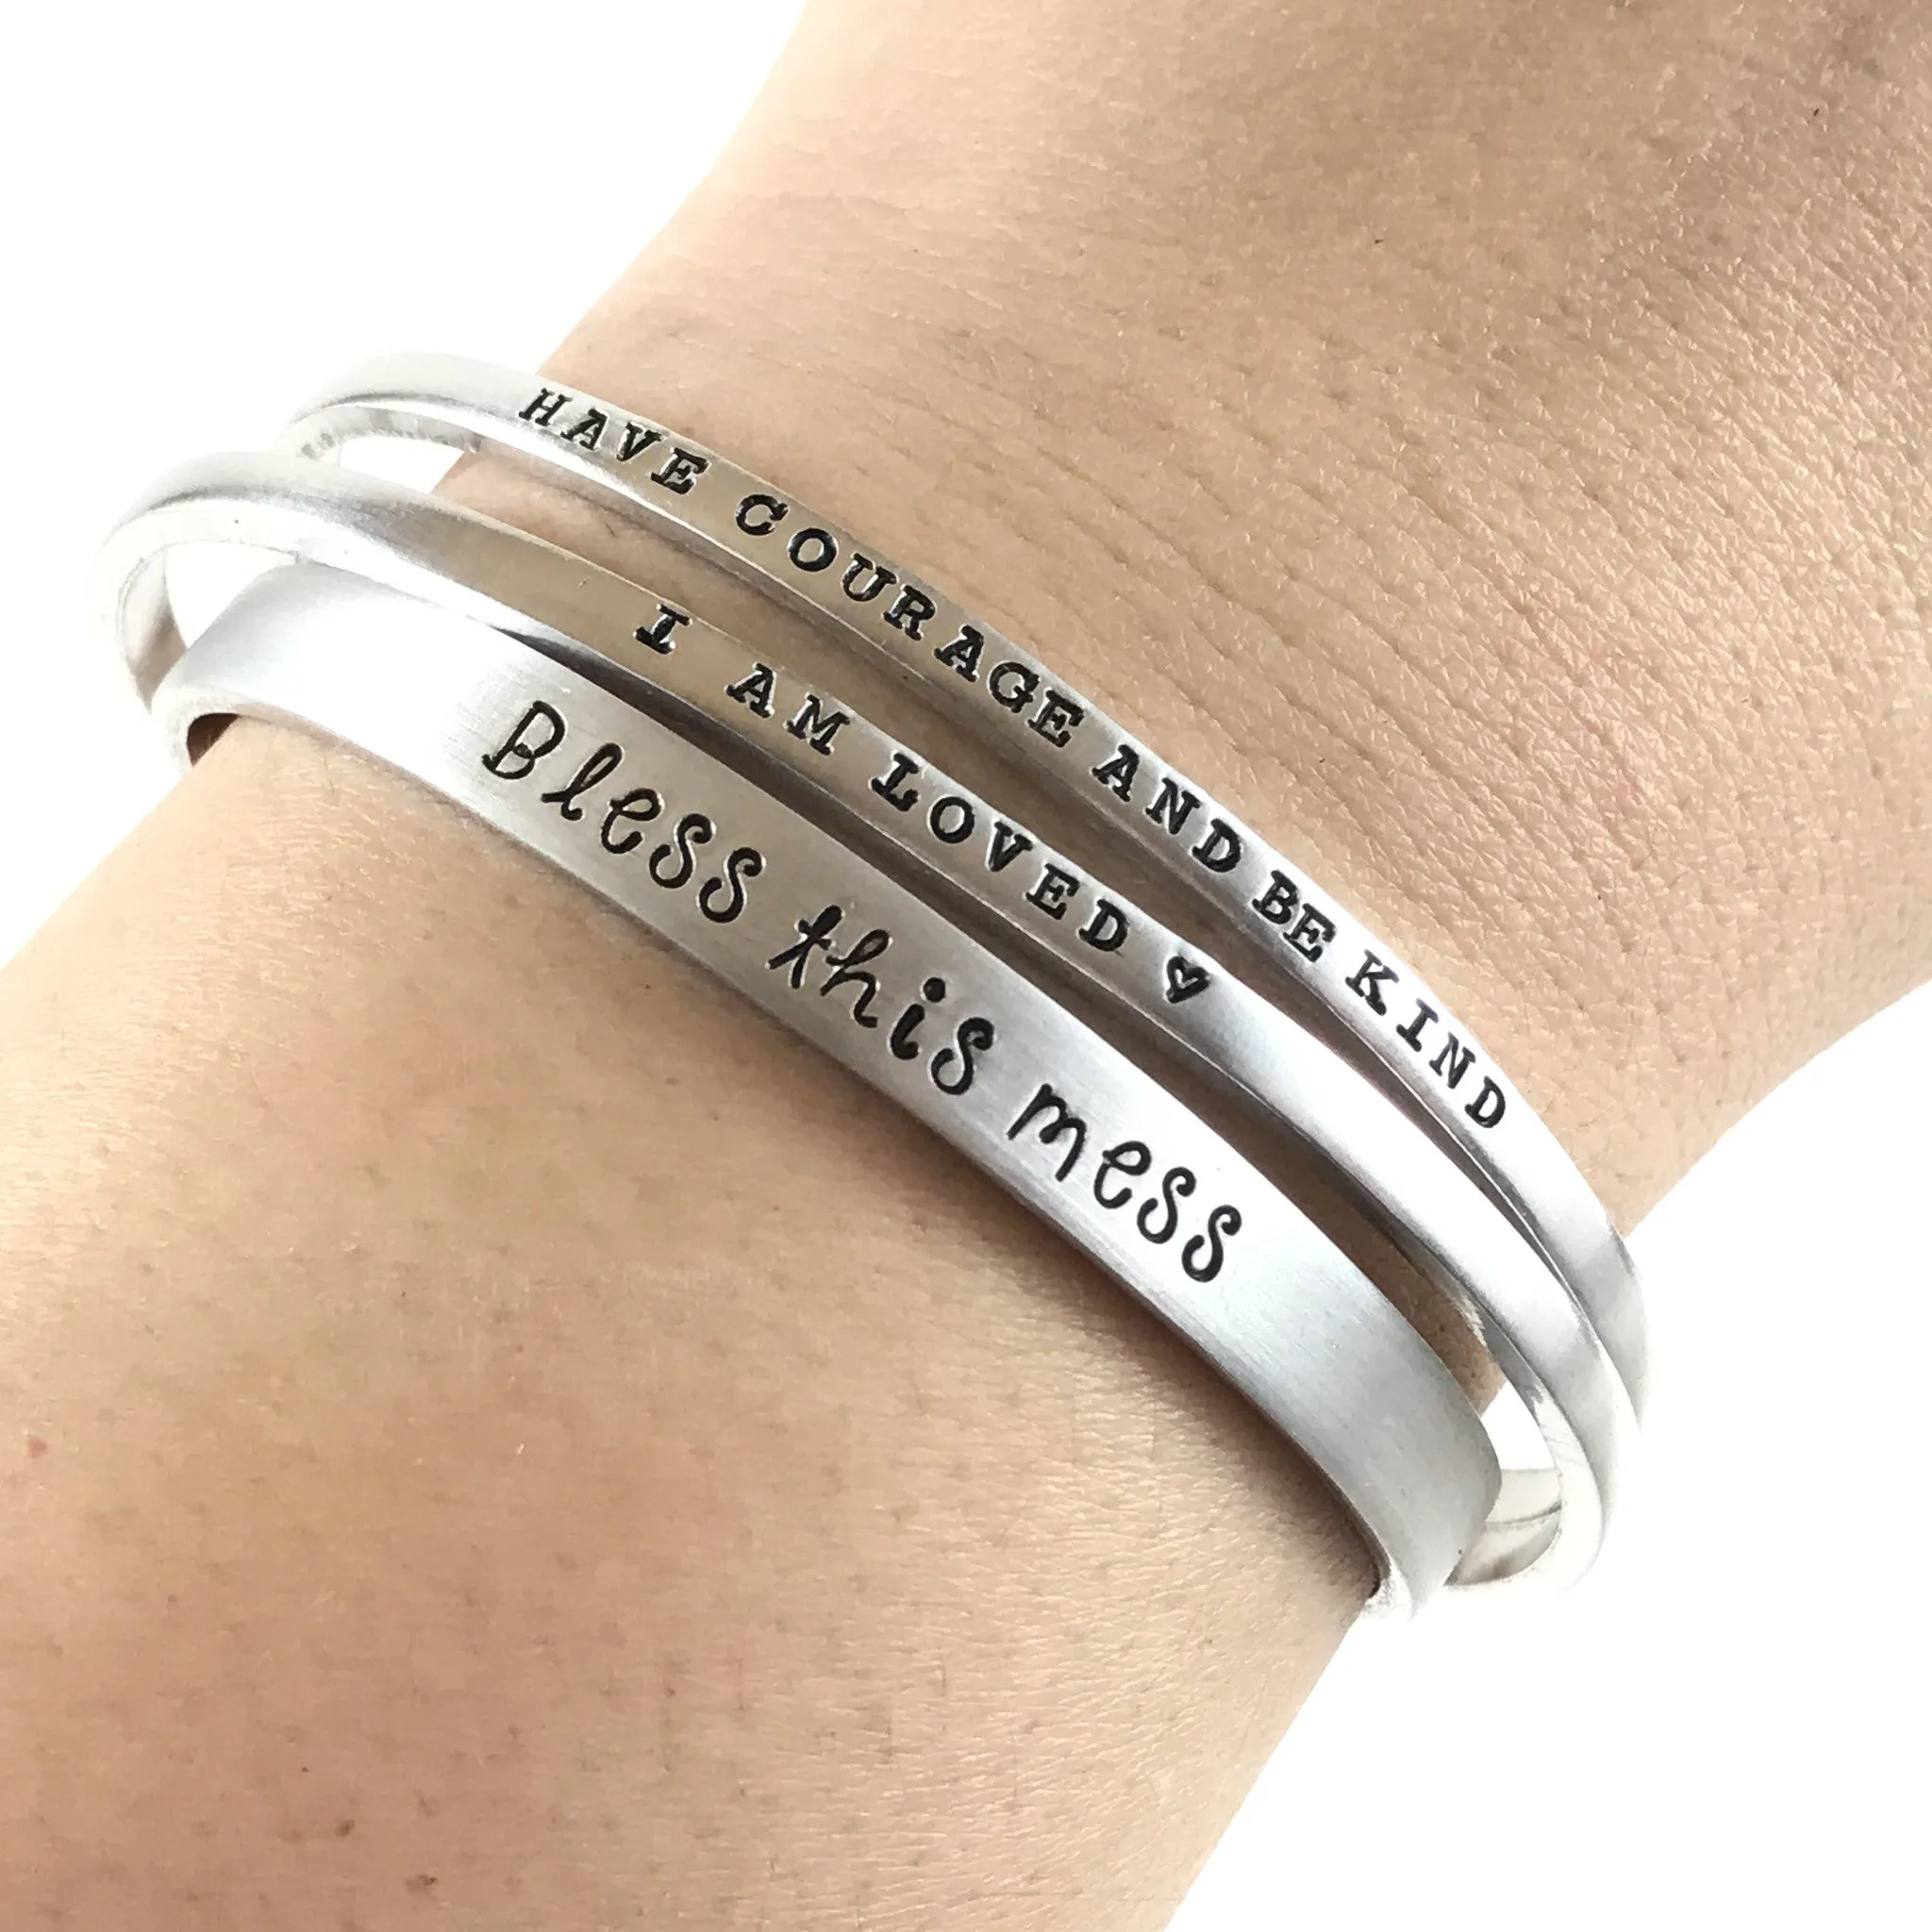 HAVE COURAGE AND BE KIND
I AM LOVED ♥
Bless this mess